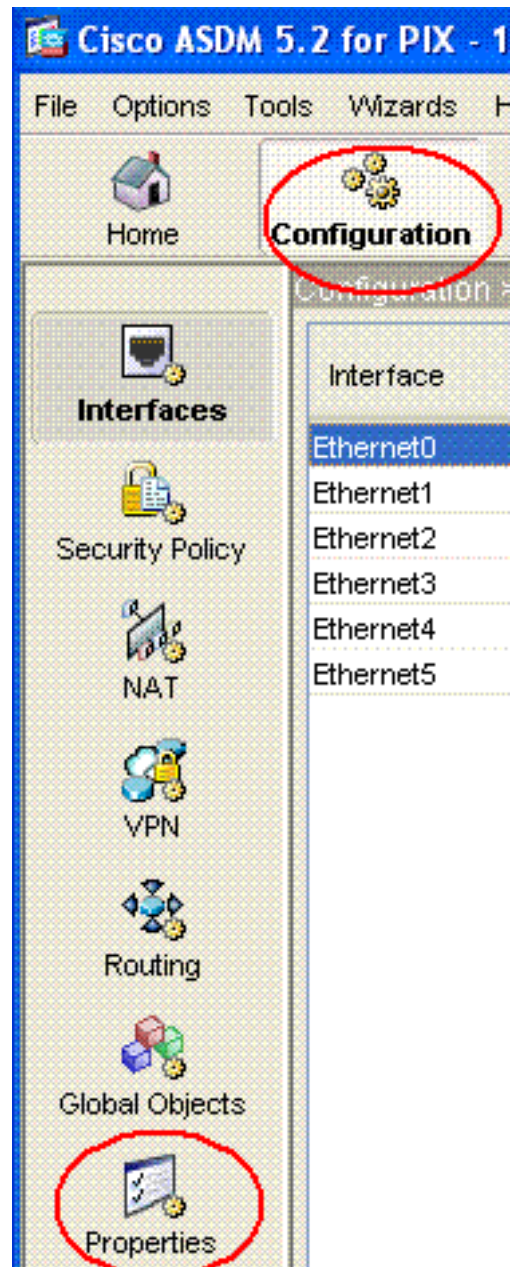 Cisco ASDM 5.2 for PIX - 1
File Options Tools Wizards H
Home Configuration
Configuration >
Interfaces
Security Policy
NAT
VPN
Routing
Global Objects
Properties
Interface
Ethernet0
Ethernet1
Ethernet2
Ethernet3
Ethernet4
Ethernet5